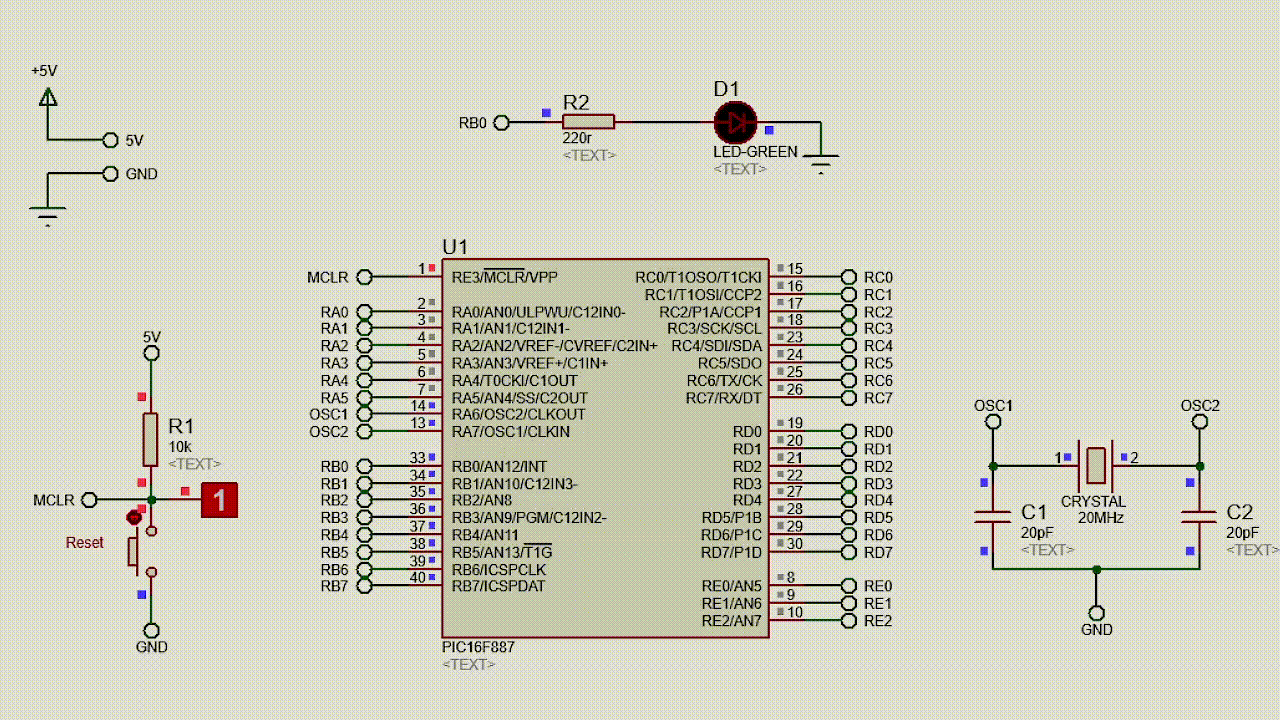 +5V
5V
GND
RB0
R2
220r
<TEXT>
D1
LED-GREEN
<TEXT>
U1
MCLR 1 RE3/MCLR/VPP RC0/T1OSO/T1CKI 15 RC0
RC1/T1OSI/CCP2 16 RC1
RA0 2 RA0/AN0/ULPWU/C12IN0- RC2/P1A/CCP1 17 RC2
RA1 3 RA1/AN1/C12IN1- RC3/SCK/SCL 18 RC3
RA2 4 RA2/AN2/VREF-/CVREF/C2IN+ RC4/SDI/SDA 23 RC4
RA3 5 RA3/AN3/VREF+/C1IN+ RC5/SDO 24 RC5
RA4 6 RA4/T0CKI/C1OUT RC6/TX/CK 25 RC6
RA5 7 RA5/AN4/SS/C2OUT RC7/RX/DT 26 RC7
OSC1 14 RA6/OSC2/CLKOUT
OSC2 13 RA7/OSC1/CLKIN RD0 19 RD0
RD1 20 RD1
RB0 33 RB0/AN12/INT RD2 21 RD2
RB1 34 RB1/AN10/C12IN3- RD3 22 RD3
RB2 35 RB2/AN8 RD4 27 RD4
RB3 36 RB3/AN9/PGM/C12IN2- RD5/P1B 28 RD5
RB4 37 RB4/AN11 RD6/P1C 29 RD6
RB5 38 RB5/AN13/T1G RD7/P1D 30 RD7
RB6 39 RB6/ICSPCLK
RB7 40 RB7/ICSPDAT RE0/AN5 8 RE0
RE1/AN6 9 RE1
RE2/AN7 10 RE2
PIC16F887
<TEXT>
5V
R1
10k
<TEXT>
MCLR
1
Reset
GND
OSC1
OSC2
1
2
CRYSTAL
20MHz
C1
20pF
<TEXT>
C2
20pF
<TEXT>
GND